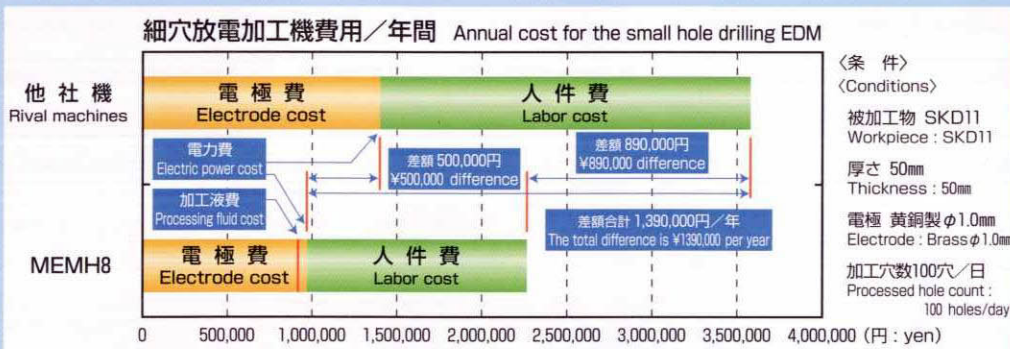 細穴放電加工機費用／年間 Annual cost for the small hole drilling EDM
他社機
Rival machines
電極費
Electrode cost
人件費
Labor cost
電力費
Electric power cost
加工液費
Processing fluid cost
差額 500,000円
¥500,000 difference
差額 890,000円
¥890,000 difference
差額合計 1,390,000円／年
The total difference is ¥1390,000 per year
MEMH8
電極費
Electrode cost
人件費
Labor cost
0 500,000 1,000,000 1,500,000 2,000,000 2,500,000 3,000,000 3,500,000 4,000,000 (円 : yen)
〈条 件〉
〈Conditions〉
被加工物 SKD11
Workpiece : SKD11
厚さ 50㎜
Thickness : 50㎜
電極 黄銅製φ1.0㎜
Electrode : Brassφ1.0㎜
加工穴数100穴／日
Processed hole count :
100 holes/day